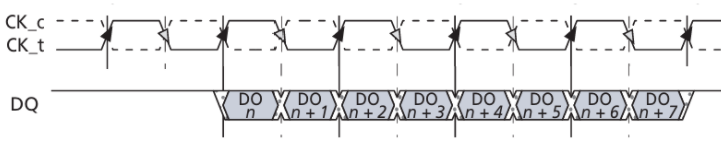 CK_c
CK_t
DQ
DO DO DO DO DO DO DO DO
n n + 1 n + 2 n + 3 n + 4 n + 5 n + 6 n + 7